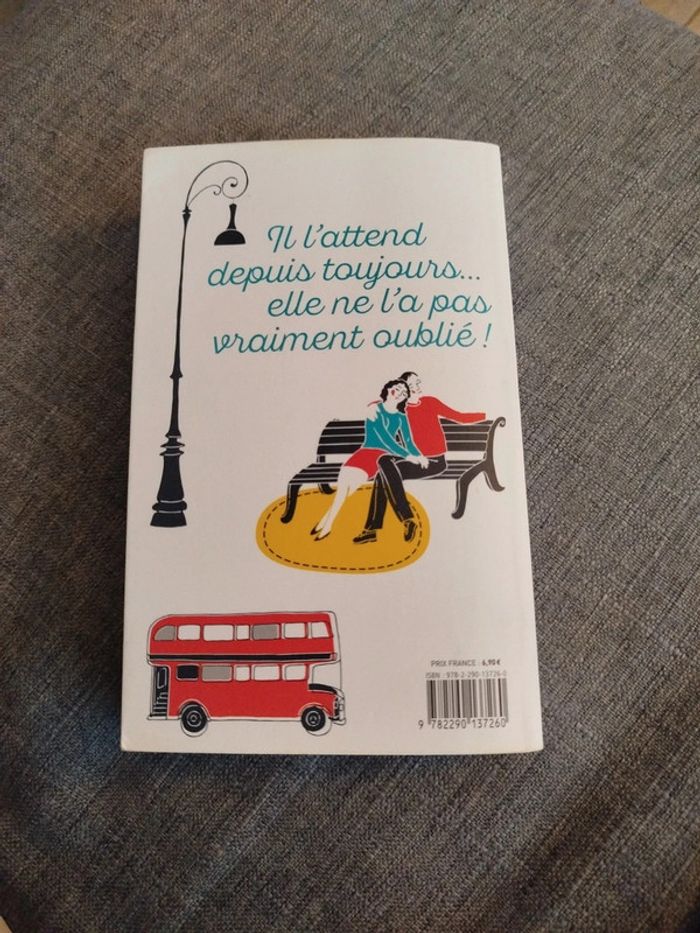 Il l'attend
depuis toujours...
elle ne l'a pas
vraiment oublié !
PRIX FRANCE : 6,90 €
ISBN : 978-2-290-13726-0
9 782290 137260